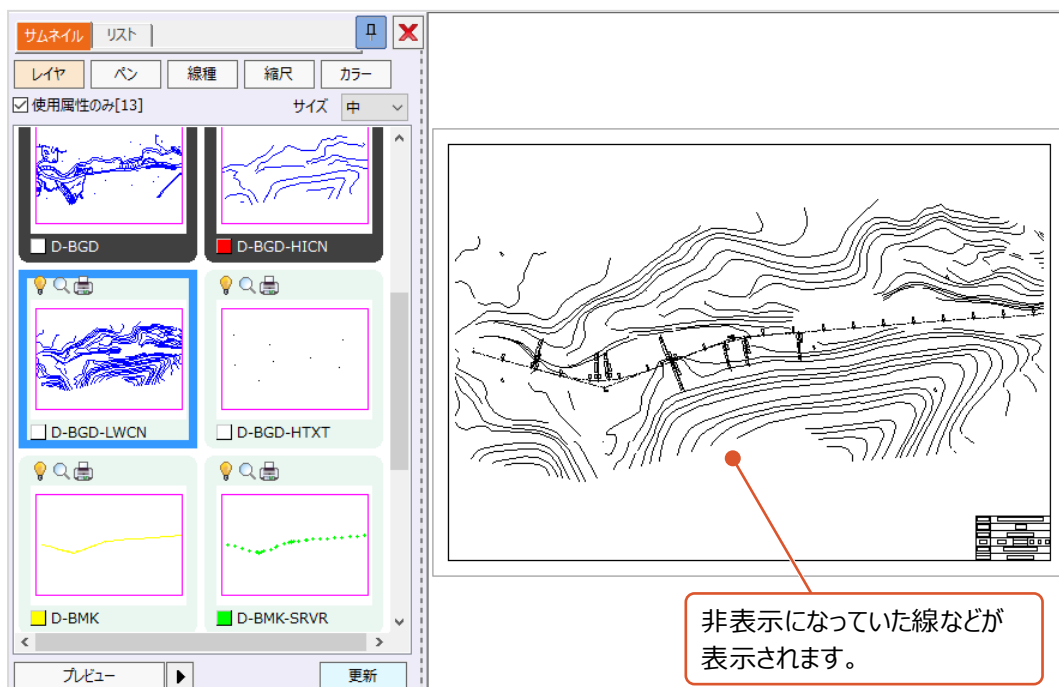 サムネイル リスト
レイヤ ペン 線種 縮尺 カラー
使用属性のみ[13] サイズ 中
D-BGD D-BGD-HICN
D-BGD-LWCN D-BGD-HTXT
D-BMK D-BMK-SRVR
プレビュー 更新
非表示になっていた線などが
表示されます。